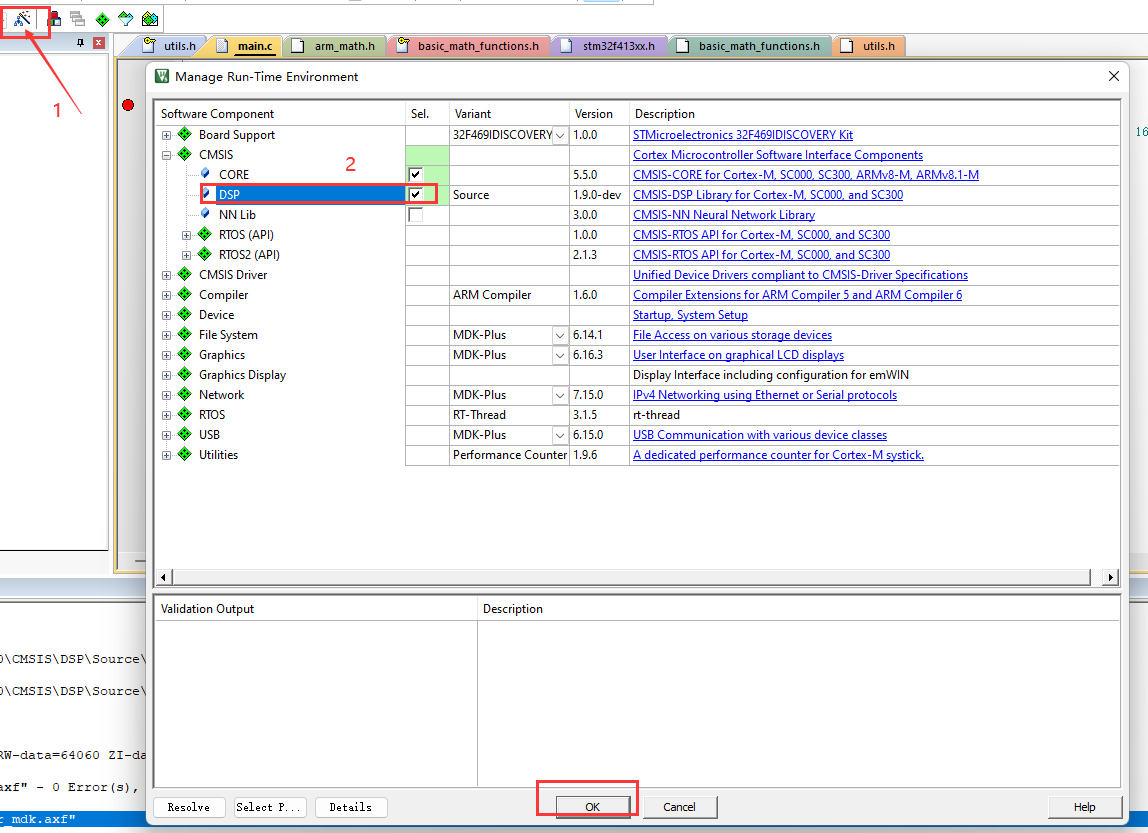 1
utils.h
main.c
arm_math.h
basic_math_functions.h
stm32f413xx.h
basic_math_functions.h
utils.h
Manage Run-Time Environment
16
Software Component Sel. Variant Version Description
Board Support 32F469IDISCOVERY 1.0.0 STMicroelectronics 32F469IDISCOVERY Kit
CMSIS Cortex Microcontroller Software Interface Components
2
CORE 5.5.0 CMSIS-CORE for Cortex-M, SC000, SC300, ARMv8-M, ARMv8.1-M
DSP Source 1.9.0-dev CMSIS-DSP Library for Cortex-M, SC000, and SC300
NN Lib 3.0.0 CMSIS-NN Neural Network Library
RTOS (API) 1.0.0 CMSIS-RTOS API for Cortex-M, SC000, and SC300
RTOS2 (API) 2.1.3 CMSIS-RTOS API for Cortex-M, SC000, and SC300
CMSIS Driver Unified Device Drivers compliant to CMSIS-Driver Specifications
Compiler ARM Compiler 1.6.0 Compiler Extensions for ARM Compiler 5 and ARM Compiler 6
Device Startup, System Setup
File System MDK-Plus 6.14.1 File Access on various storage devices
Graphics MDK-Plus 6.16.3 User Interface on graphical LCD displays
Graphics Display Display Interface including configuration for emWIN
Network MDK-Plus 7.15.0 IPv4 Networking using Ethernet or Serial protocols
RTOS RT-Thread 3.1.5 rt-thread
USB MDK-Plus 6.15.0 USB Communication with various device classes
Utilities Performance Counter 1.9.6 A dedicated performance counter for Cortex-M systick.
Validation Output Description
0\CMSIS\DSP\Source\
0\CMSIS\DSP\Source\
RW-data=64060 ZI-da
axf" - 0 Error(s),
r_mdk.axf"
Resolve Select P... Details OK Cancel Help